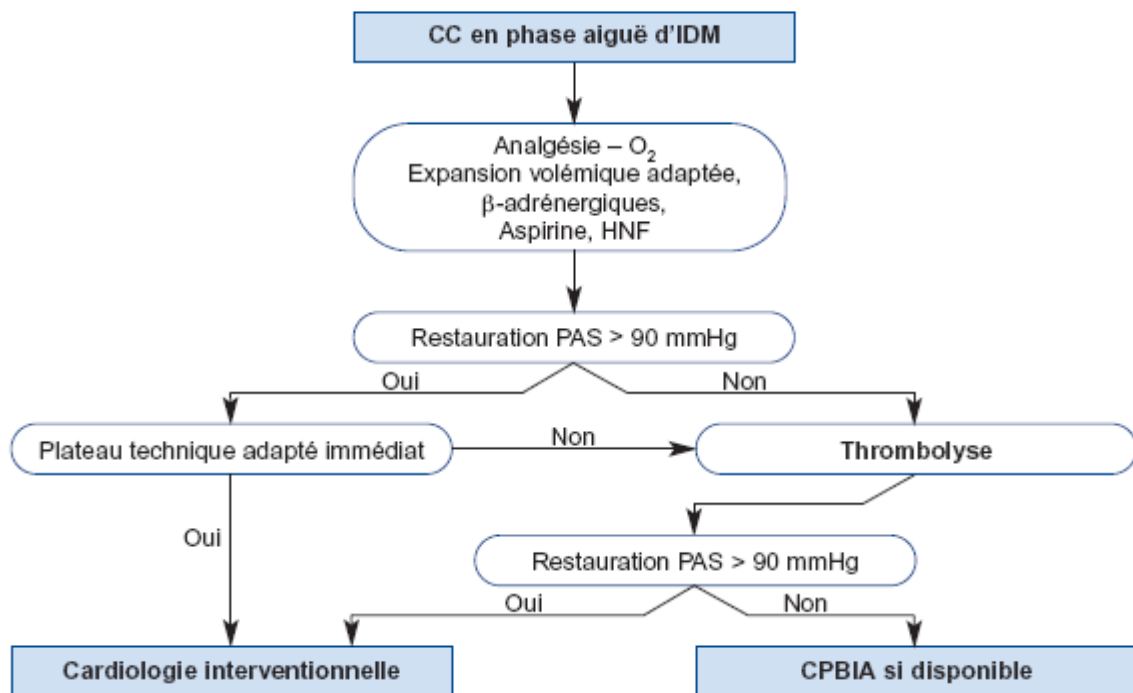 CC en phase aiguë d'IDM
Analgésie – O₂
Expansion volémique adaptée,
β-adrénergiques,
Aspirine, HNF
Restauration PAS > 90 mmHg
Oui
Non
Plateau technique adapté immédiat
Non
Thrombolyse
Oui
Restauration PAS > 90 mmHg
Oui
Non
Cardiologie interventionnelle
CPBIA si disponible